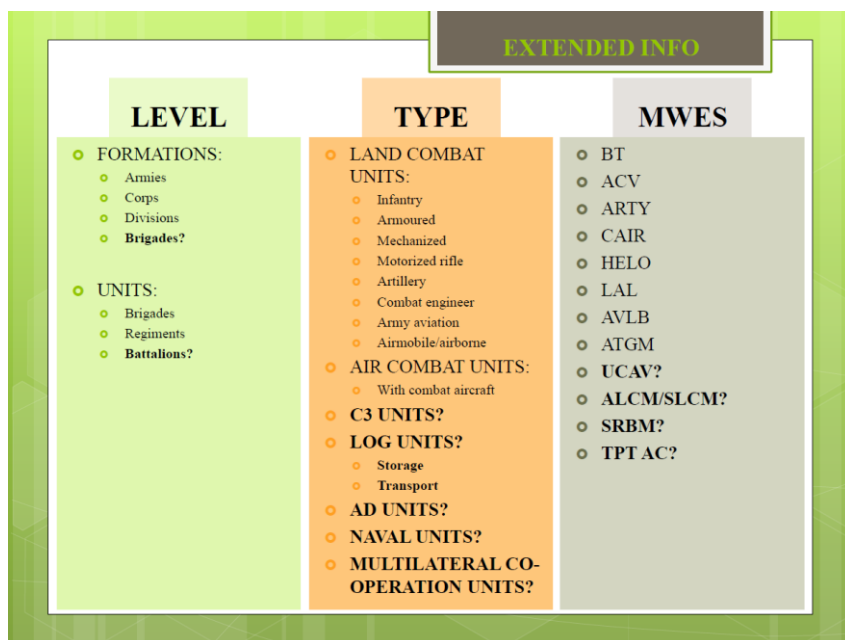 EXTENDED INFO
LEVEL
FORMATIONS:
Armies
Corps
Divisions
Brigades?
UNITS:
Brigades
Regiments
Battalions?
TYPE
LAND COMBAT
UNITS:
Infantry
Armoured
Mechanized
Motorized rifle
Artillery
Combat engineer
Army aviation
Airmobile/airborne
AIR COMBAT UNITS:
With combat aircraft
C3 UNITS?
LOG UNITS?
Storage
Transport
AD UNITS?
NAVAL UNITS?
MULTILATERAL CO-
OPERATION UNITS?
MWES
BT
ACV
ARTY
CAIR
HELO
LAL
AVLB
ATGM
UCAV?
ALCM/SLCM?
SRBM?
TPT AC?